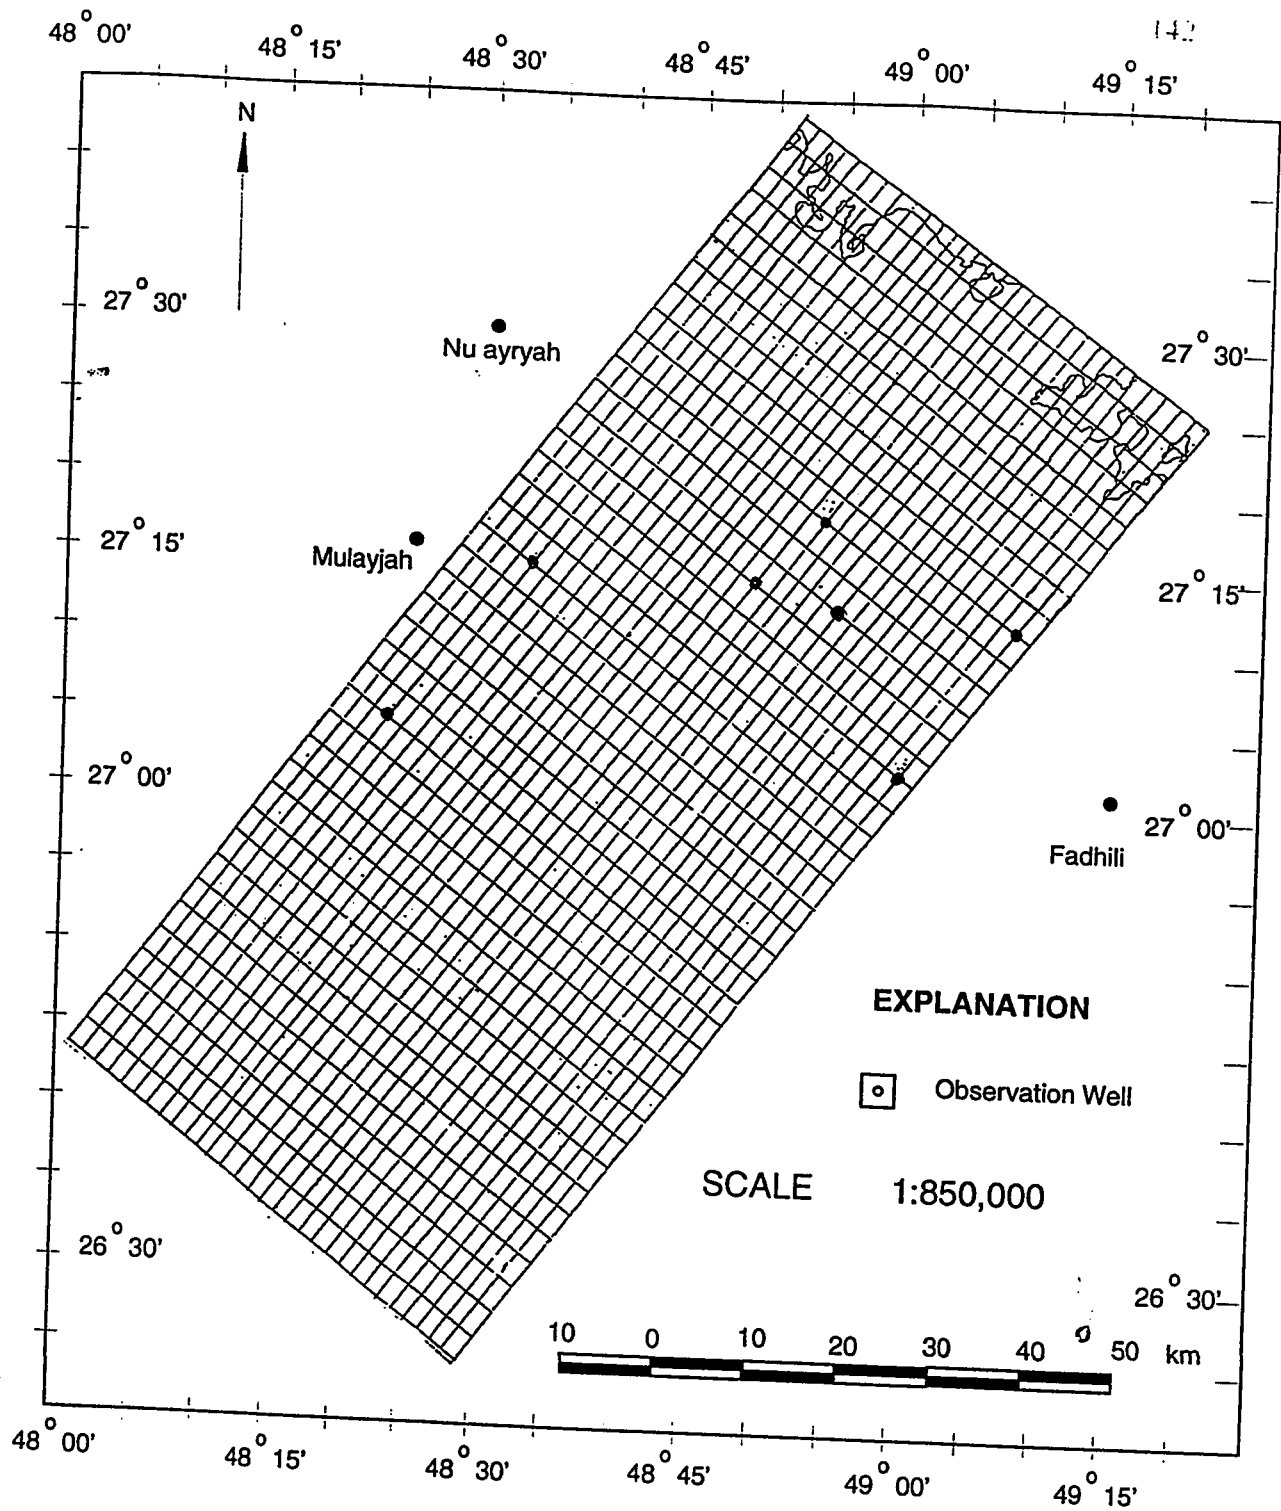 142
48° 00' 48° 15' 48° 30' 48° 45' 49° 00' 49° 15'
N
27° 30'
Nu ayryah
27° 30'
27° 15'
Mulayjah
27° 15'
27° 00'
27° 00'
Fadhili
EXPLANATION
Observation Well
SCALE 1:850,000
26° 30'
26° 30'
10 0 10 20 30 40 50 km
48° 00' 48° 15' 48° 30' 48° 45' 49° 00' 49° 15'